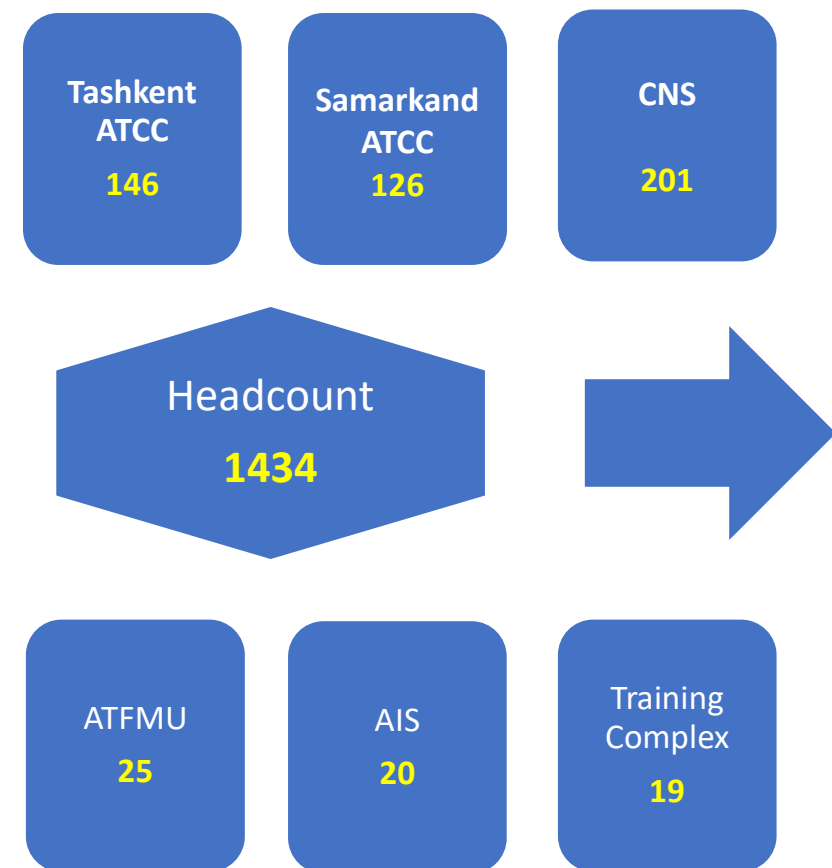 Tashkent
ATCC
146
Samarkand
ATCC
126
CNS
201
Headcount
1434
ATFMU
25
AIS
20
Training
Complex
19